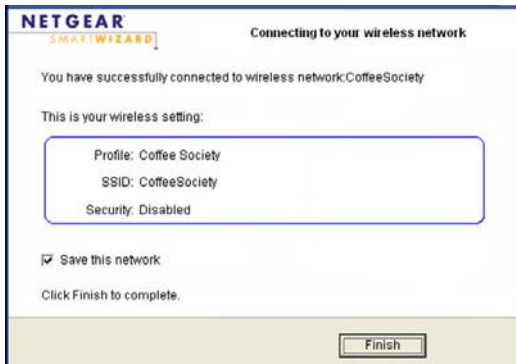 NETGEAR
SMARTWIZARD
Connecting to your wireless network
You have successfully connected to wireless network:CoffeeSociety
This is your wireless setting:
Profile: Coffee Society
SSID: CoffeeSociety
Security: Disabled
Save this network
Click Finish to complete.
Finish